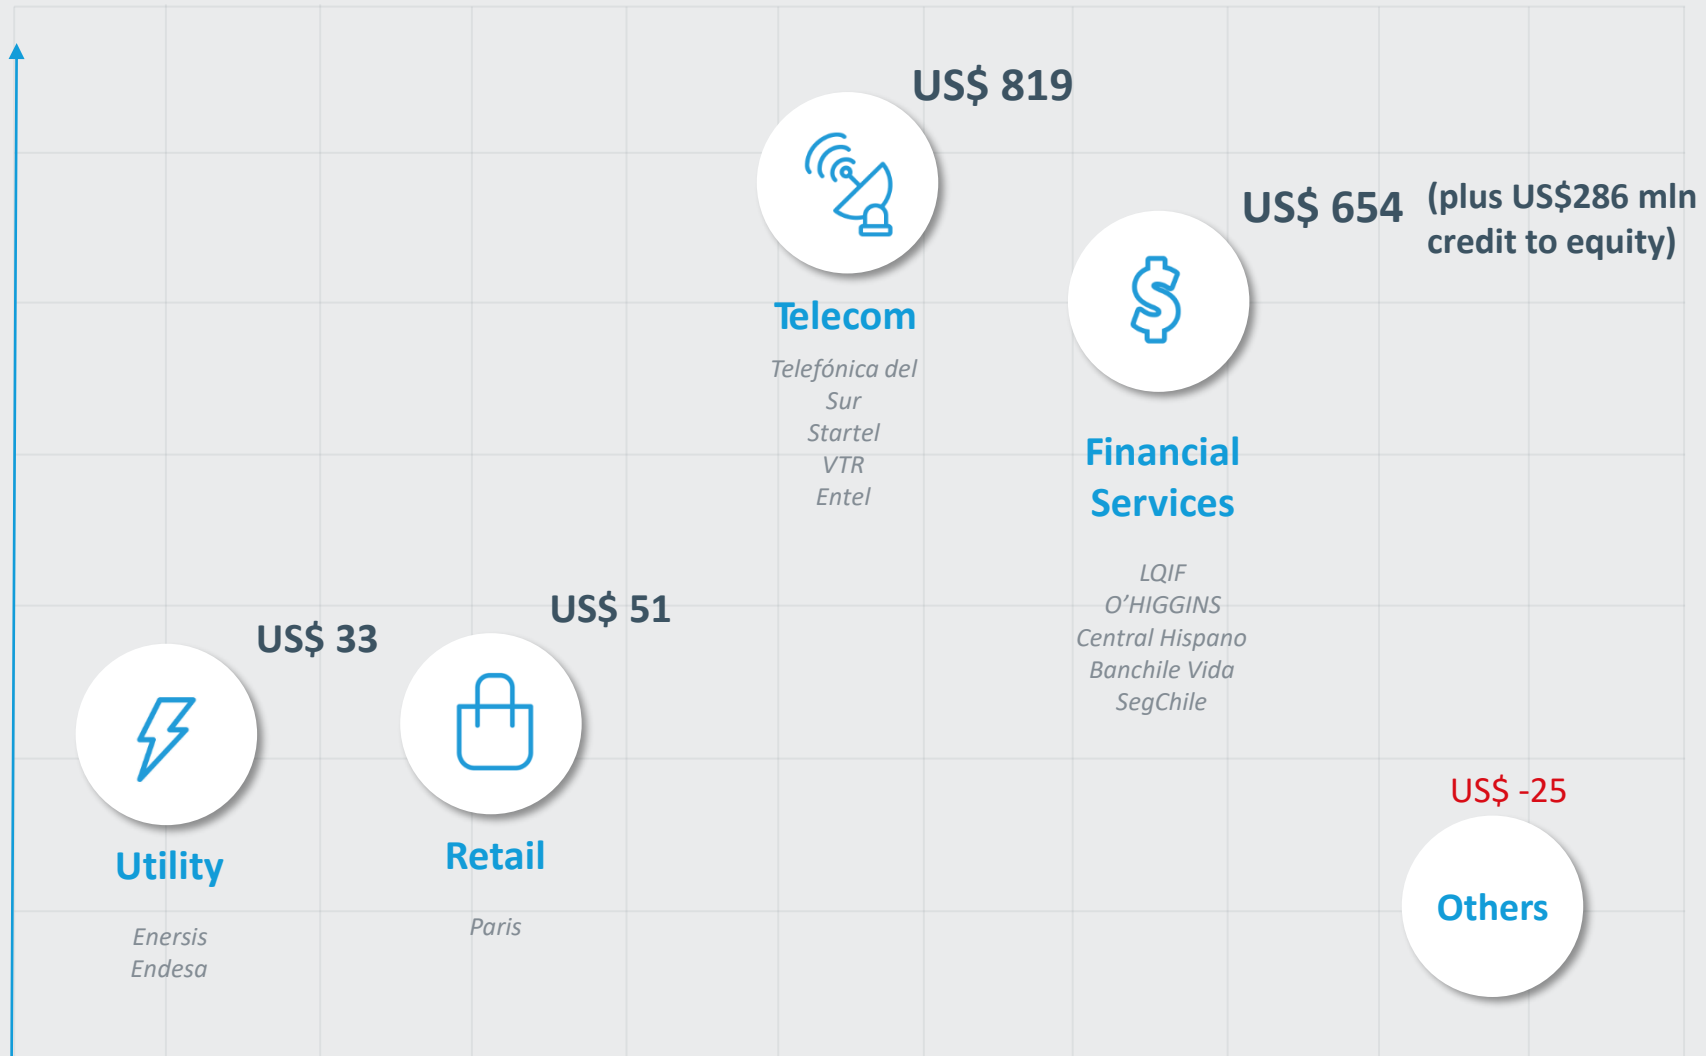 US$ 819
Telecom
Telefónica del
Sur
Startel
VTR
Entel
US$ 654
(plus US$286 mln
credit to equity)
Financial
Services
LQIF
O’HIGGINS
Central Hispano
Banchile Vida
SegChile
US$ 33
Utility
Enersis
Endesa
US$ 51
Retail
Paris
US$ -25
Others